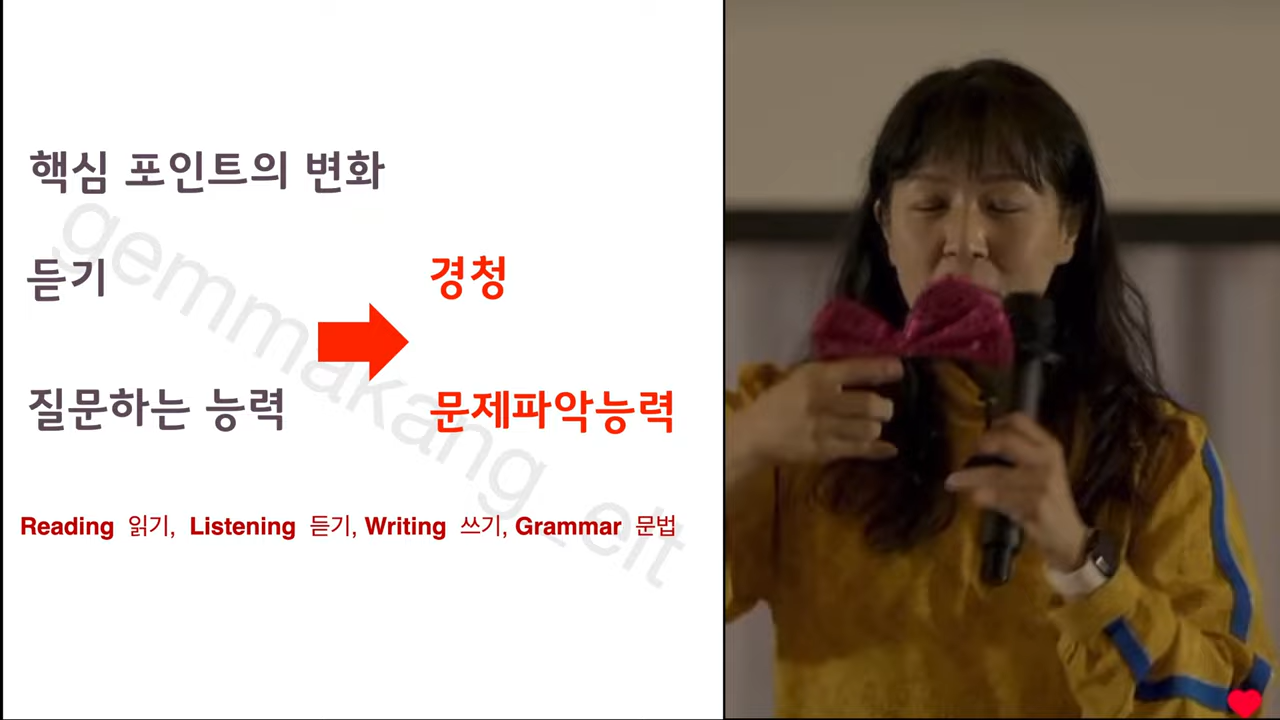 핵심 포인트의 변화
듣기 경청
질문하는 능력 문제파악능력
Reading 읽기, Listening 듣기, Writing 쓰기, Grammar 문법
gemmakang_elt